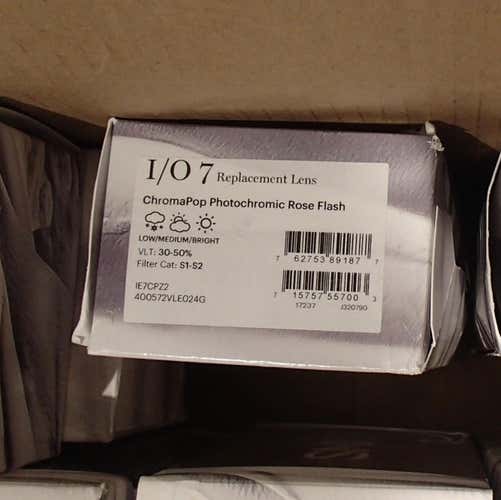 I/O 7 Replacement Lens
ChromaPop Photochromic Rose Flash
LOW/MEDIUM/BRIGHT
VLT: 30-50%
Filter Cat: S1-S2
7 62753 89187 7
IE7CPZ2
400572VLE024G
7 15757 55700 3
17237 J320790